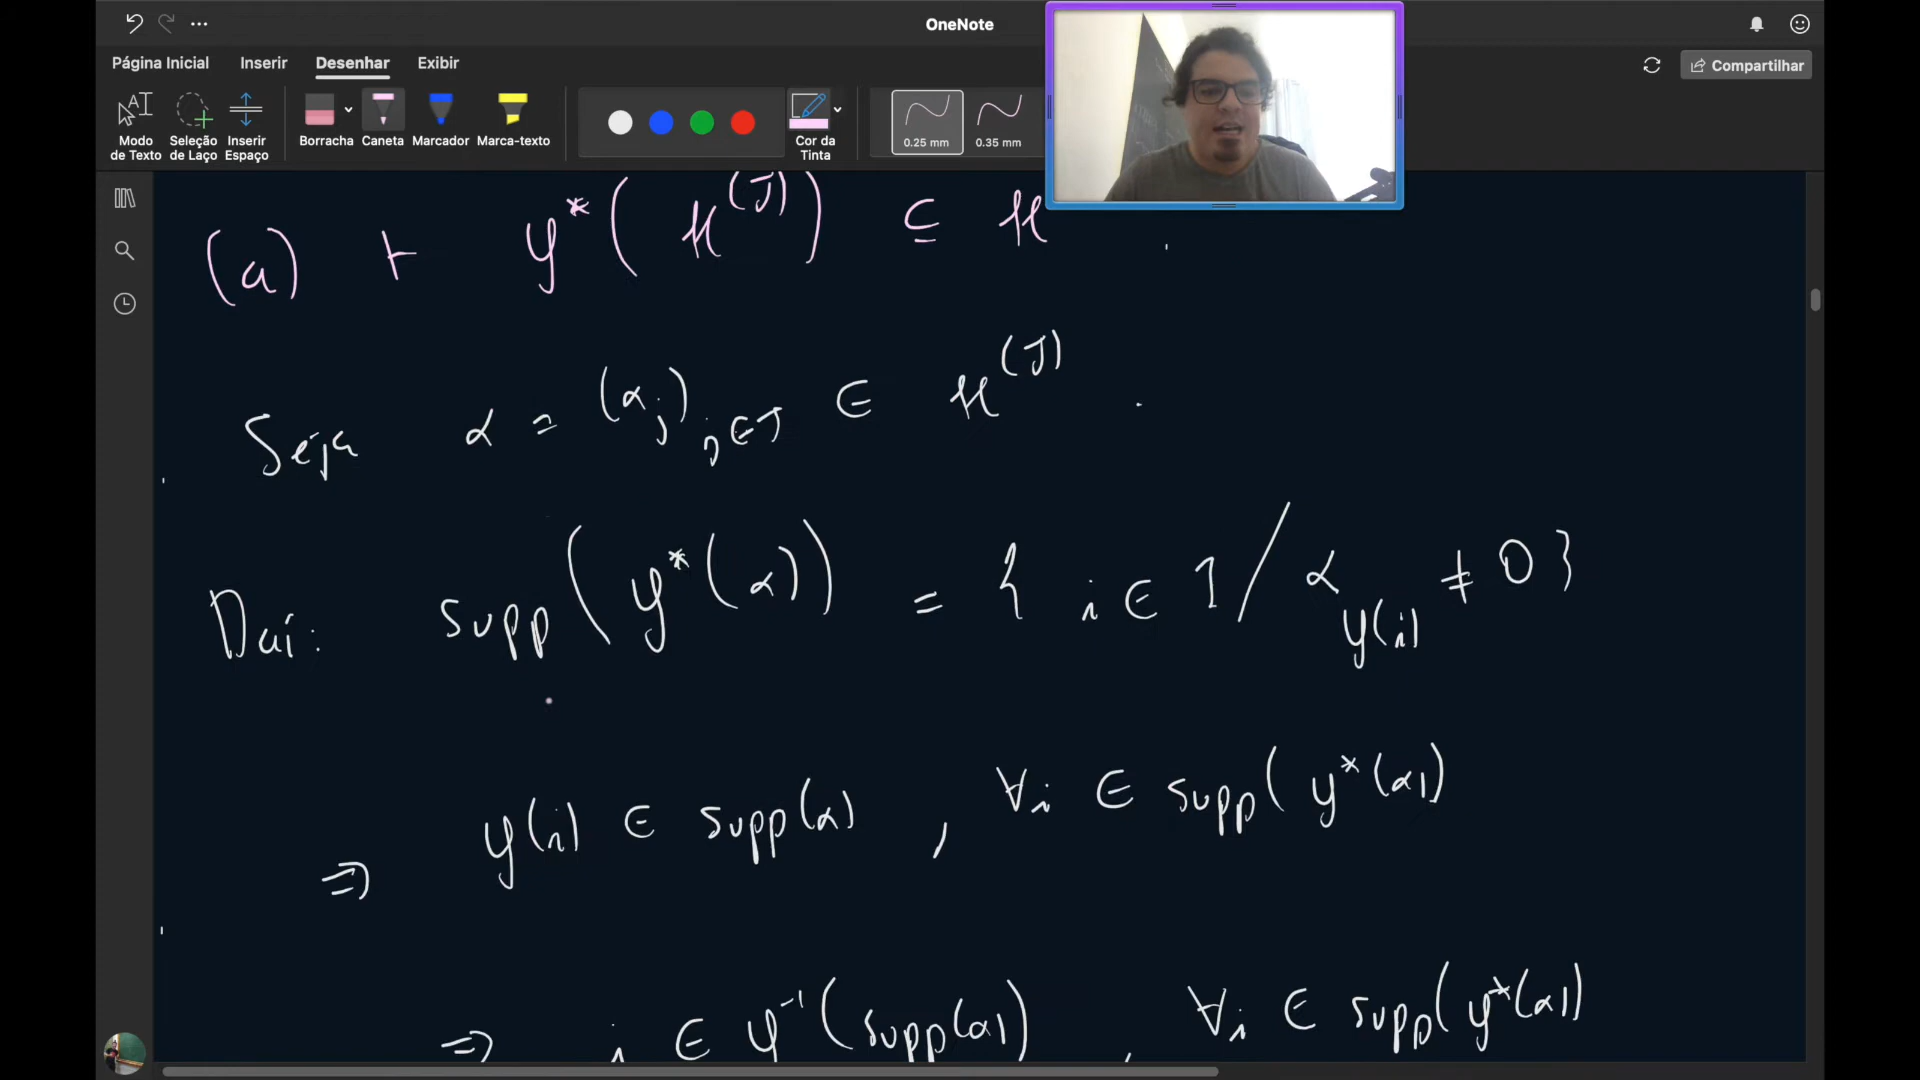 OneNote
Página Inicial Inserir Desenhar Exibir
Compartilhar
Modo de Texto
Seleção de Laço
Inserir Espaço
Borracha
Caneta
Marcador
Marca-texto
Cor da Tinta
0.25 mm
0.35 mm
(a) ⊢ φ*(H^(J)) ⊆ H
Seja α = (α_j)_{j∈J} ∈ H^(J).
Daí: supp(φ*(α)) = { i ∈ I / α_{φ(i)} ≠ 0 }
⇒ φ(i) ∈ supp(α), ∀i ∈ supp(φ*(α)
⇒ i ∈ φ^{-1}(supp(α)), ∀i ∈ supp(φ*(α)